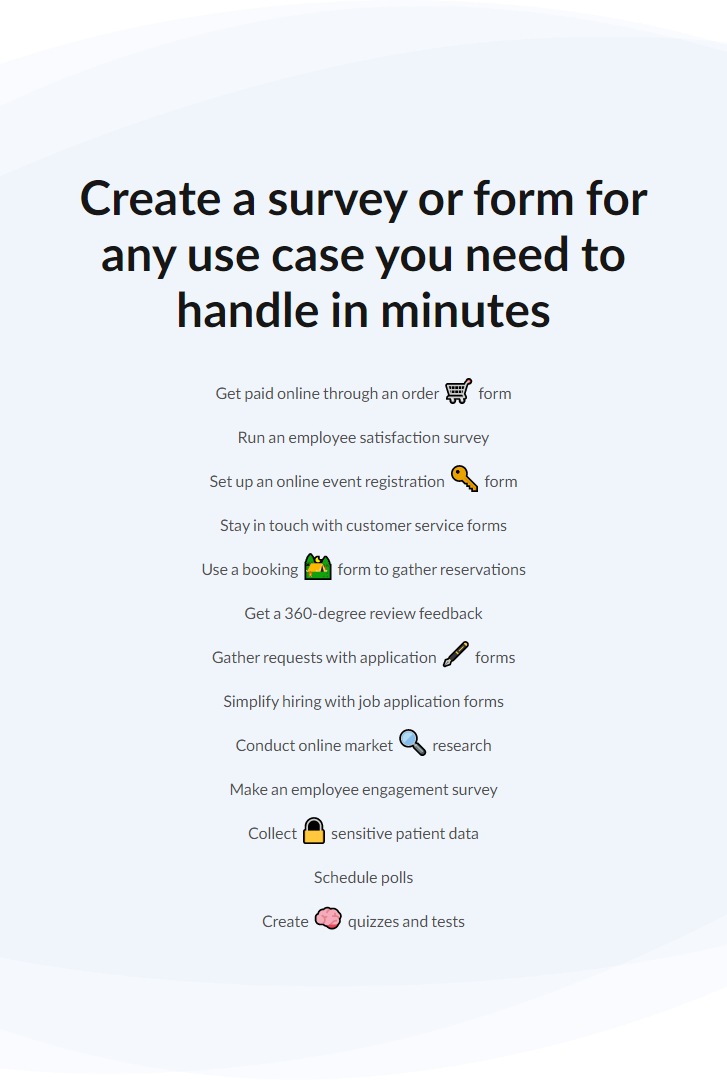 Create a survey or form for
any use case you need to
handle in minutes
Get paid online through an order form
Run an employee satisfaction survey
Set up an online event registration form
Stay in touch with customer service forms
Use a booking form to gather reservations
Get a 360-degree review feedback
Gather requests with application forms
Simplify hiring with job application forms
Conduct online market research
Make an employee engagement survey
Collect sensitive patient data
Schedule polls
Create quizzes and tests